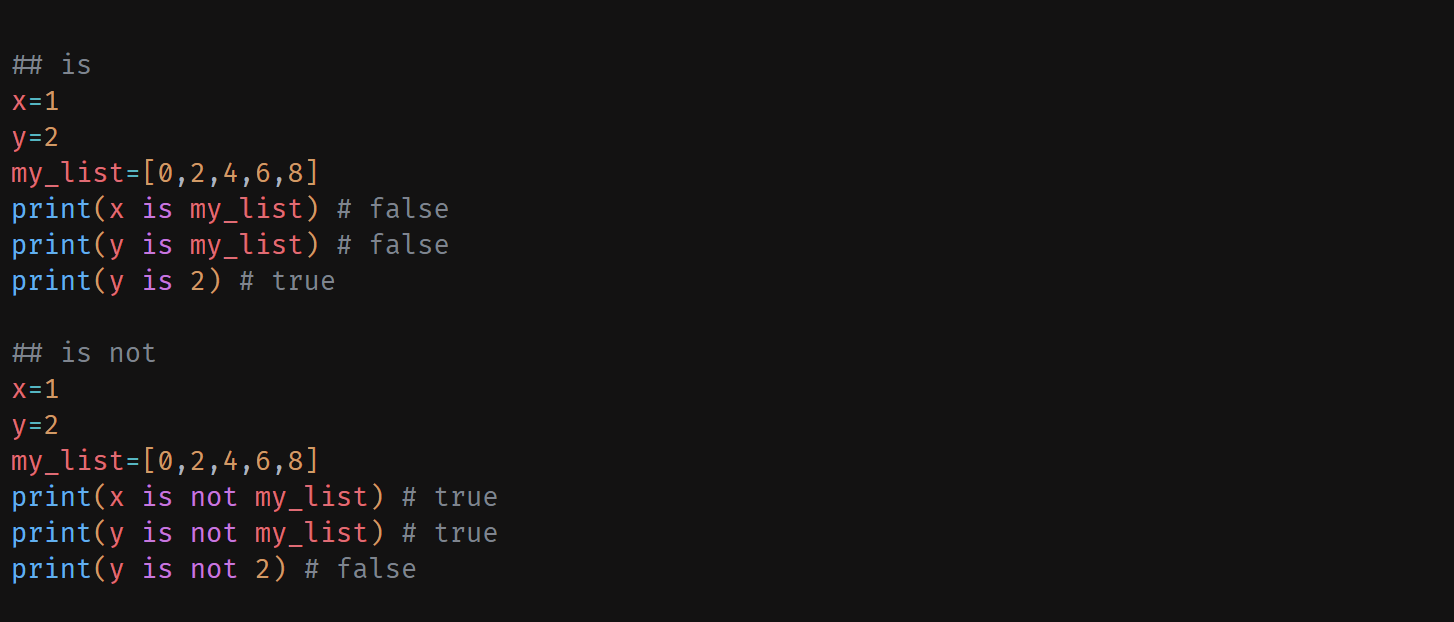 ## is
x=1
y=2
my_list=[0,2,4,6,8]
print(x is my_list) # false
print(y is my_list) # false
print(y is 2) # true
## is not
x=1
y=2
my_list=[0,2,4,6,8]
print(x is not my_list) # true
print(y is not my_list) # true
print(y is not 2) # false